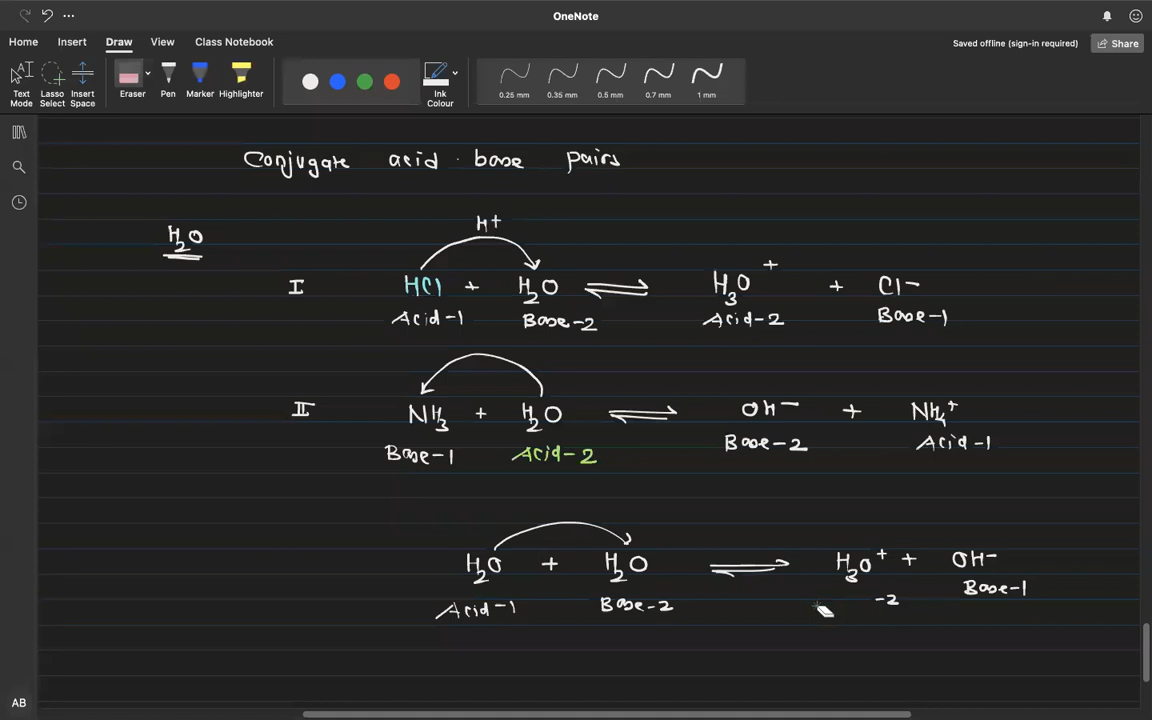 OneNote
Home Insert Draw View Class Notebook
Saved offline (sign-in required) Share
Text Mode Lasso Select Insert Space Eraser Pen Marker Highlighter Ink Colour 0.25 mm 0.35 mm 0.5 mm 0.7 mm 1 mm
Conjugate acid base pairs
H+
H₂O
I HCl + H₂O ⇌ H₃O+ + Cl−
Acid-1 Base-2 Acid-2 Base-1
II NH₃ + H₂O ⇌ OH− + NH₄+
Base-1 Acid-2 Base-2 Acid-1
H₂O + H₂O ⇌ H₃O+ + OH−
Acid-1 Base-2 -2 Base-1
AB